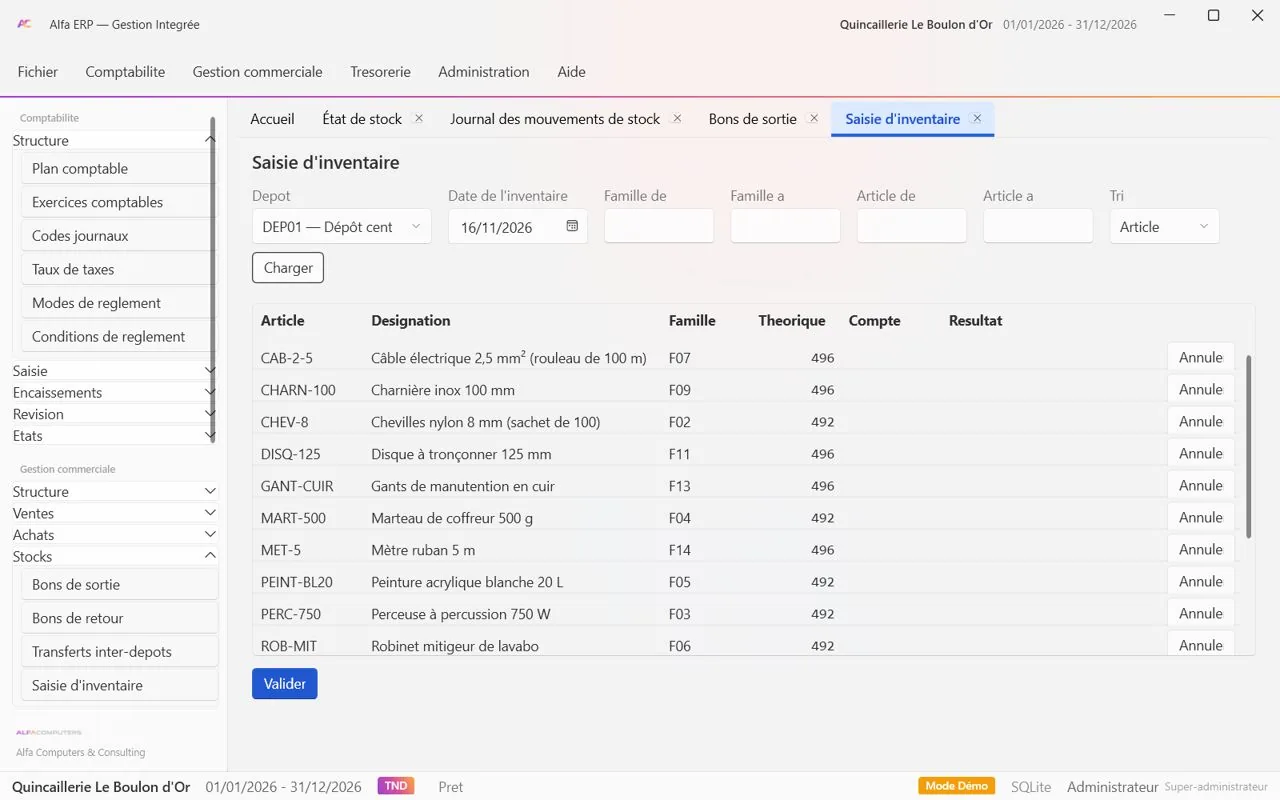 AC Alfa ERP — Gestion Integrée Quincaillerie Le Boulon d'Or 01/01/2026 - 31/12/2026
Fichier Comptabilite Gestion commerciale Tresorerie Administration Aide
Comptabilite
Structure
Plan comptable
Exercices comptables
Codes journaux
Taux de taxes
Modes de reglement
Conditions de reglement
Saisie
Encaissements
Revision
Etats
Gestion commerciale
Structure
Ventes
Achats
Stocks
Bons de sortie
Bons de retour
Transferts inter-depots
Saisie d'inventaire
ALFACOMPUTERS
Alfa Computers & Consulting
Accueil État de stock Journal des mouvements de stock Bons de sortie Saisie d'inventaire
Saisie d'inventaire
Depot Date de l'inventaire Famille de Famille a Article de Article a Tri
DEP01 — Dépôt cent 16/11/2026 Article
Charger
Article Designation Famille Theorique Compte Resultat
CAB-2-5 Câble électrique 2,5 mm² (rouleau de 100 m) F07 496 Annule
CHARN-100 Charnière inox 100 mm F09 496 Annule
CHEV-8 Chevilles nylon 8 mm (sachet de 100) F02 492 Annule
DISQ-125 Disque à tronçonner 125 mm F11 496 Annule
GANT-CUIR Gants de manutention en cuir F13 496 Annule
MART-500 Marteau de coffreur 500 g F04 492 Annule
MET-5 Mètre ruban 5 m F14 496 Annule
PEINT-BL20 Peinture acrylique blanche 20 L F05 492 Annule
PERC-750 Perceuse à percussion 750 W F03 492 Annule
ROB-MIT Robinet mitigeur de lavabo F06 492 Annule
Valider
Quincaillerie Le Boulon d'Or 01/01/2026 - 31/12/2026 TND Pret Mode Démo SQLite Administrateur Super-administrateur